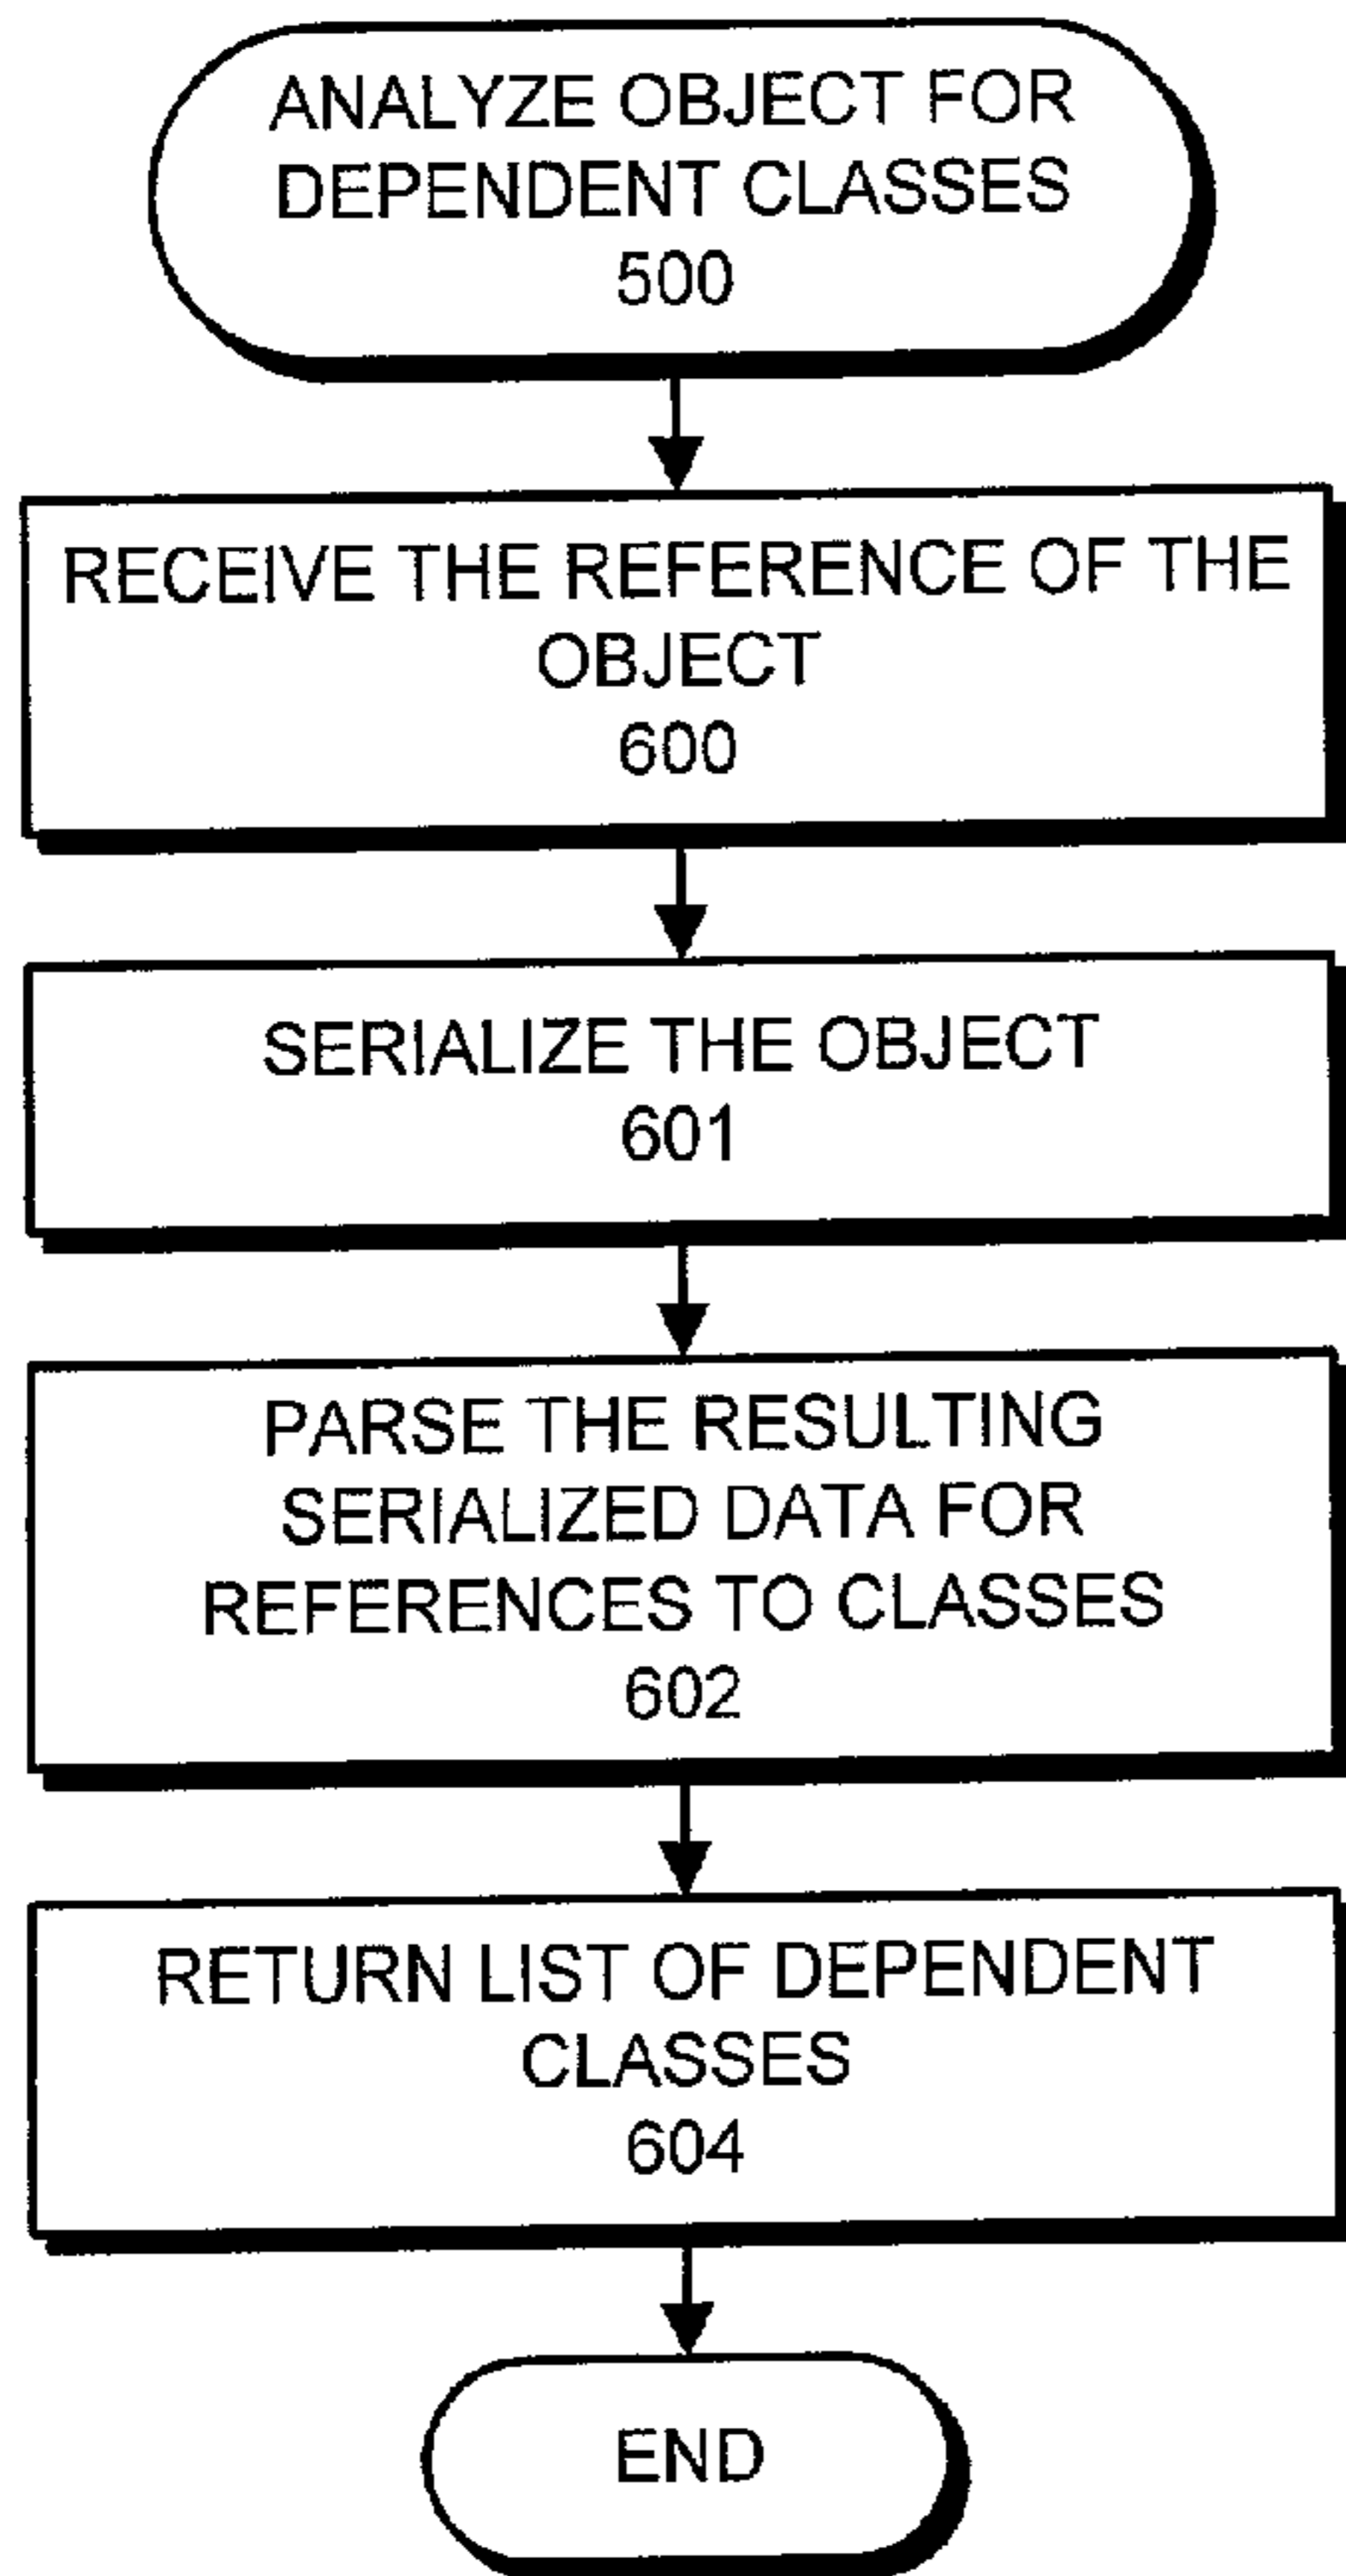 ANALYZE OBJECT FOR
DEPENDENT CLASSES
500
RECEIVE THE REFERENCE OF THE
OBJECT
600
SERIALIZE THE OBJECT
601
PARSE THE RESULTING
SERIALIZED DATA FOR
REFERENCES TO CLASSES
602
RETURN LIST OF DEPENDENT
CLASSES
604
END